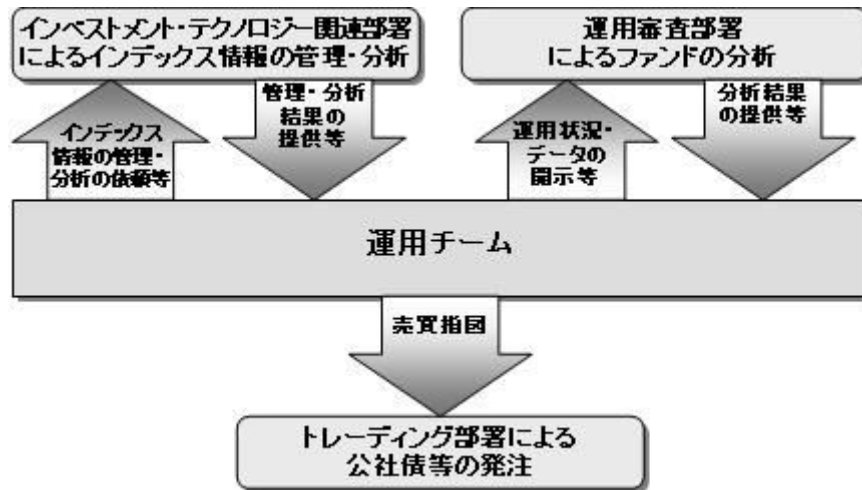 インベストメント・テクノロジー関連部署
によるインデックス情報の管理・分析
運用審査部署
によるファンドの分析
インデックス
情報の管理・
分析の依頼等
管理・分析
結果の
提供等
運用状況・
データの
開示等
分析結果
の提供等
運用チーム
売買指図
トレーディング部署による
公社債等の発注